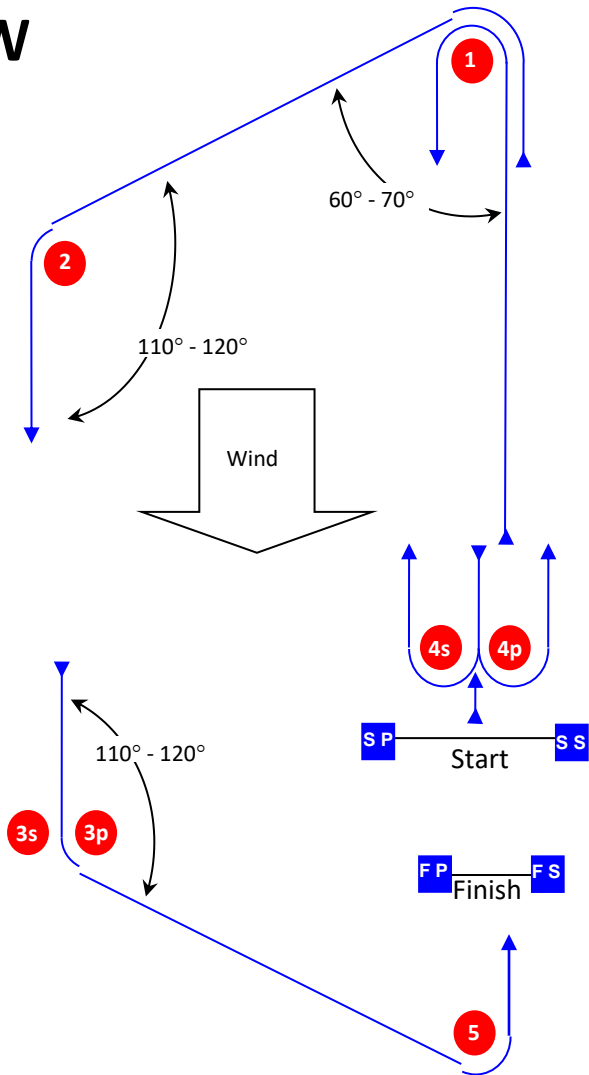 W
1
60° - 70°
2
110° - 120°
Wind
4s
4p
S P
S S
Start
110° - 120°
3s
3p
F P
F S
Finish
5